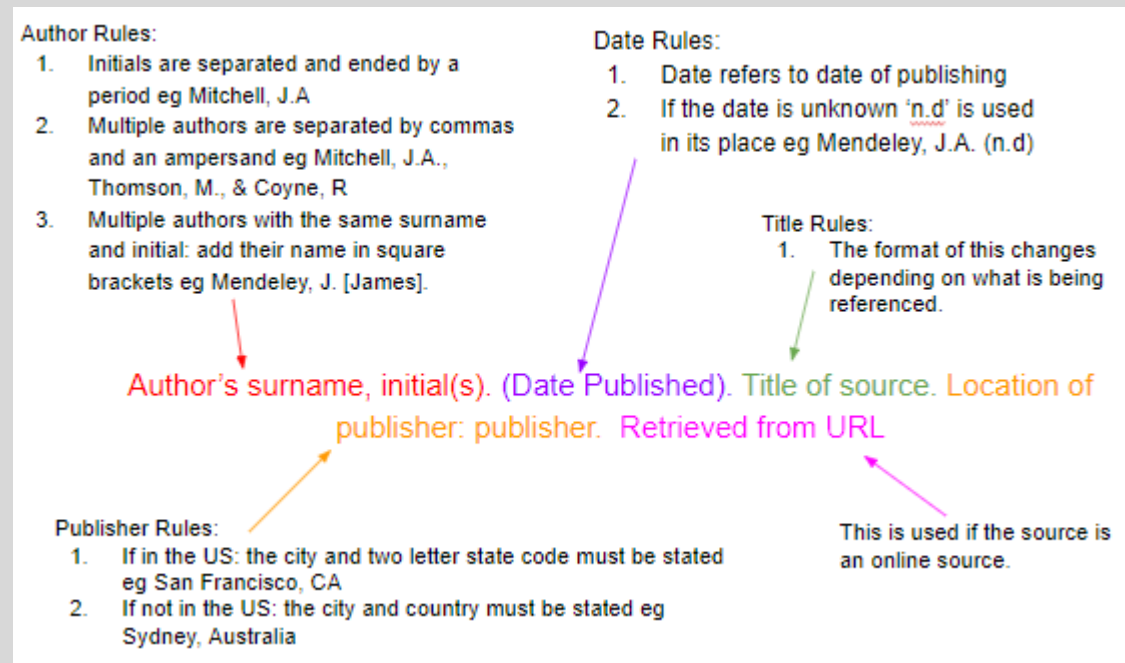 Author Rules:
1. Initials are separated and ended by a
period eg Mitchell, J.A
2. Multiple authors are separated by commas
and an ampersand eg Mitchell, J.A.,
Thomson, M., & Coyne, R
3. Multiple authors with the same surname
and initial: add their name in square
brackets eg Mendeley, J. [James].
Date Rules:
1. Date refers to date of publishing
2. If the date is unknown ‘n.d’ is used
in its place eg Mendeley, J.A. (n.d)
Title Rules:
1. The format of this changes
depending on what is being
referenced.
Author’s surname, initial(s). (Date Published). Title of source. Location of
publisher: publisher. Retrieved from URL
Publisher Rules:
1. If in the US: the city and two letter state code must be stated
eg San Francisco, CA
2. If not in the US: the city and country must be stated eg
Sydney, Australia
This is used if the source is
an online source.